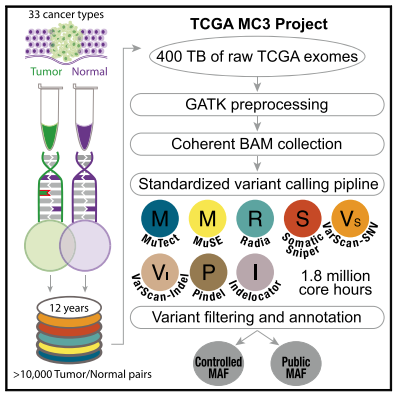 33 cancer types
Tumor
Normal
12 years
>10,000 Tumor/Normal pairs
TCGA MC3 Project
400 TB of raw TCGA exomes
GATK preprocessing
Coherent BAM collection
Standardized variant calling pipline
M
MuTect
M
MuSE
R
Radia
S
Somatic
Sniper
Vs
VarScan-SNV
VI
VarScan-Indel
P
Pindel
I
Indelocator
1.8 million
core hours
Variant filtering and annotation
Controlled
MAF
Public
MAF